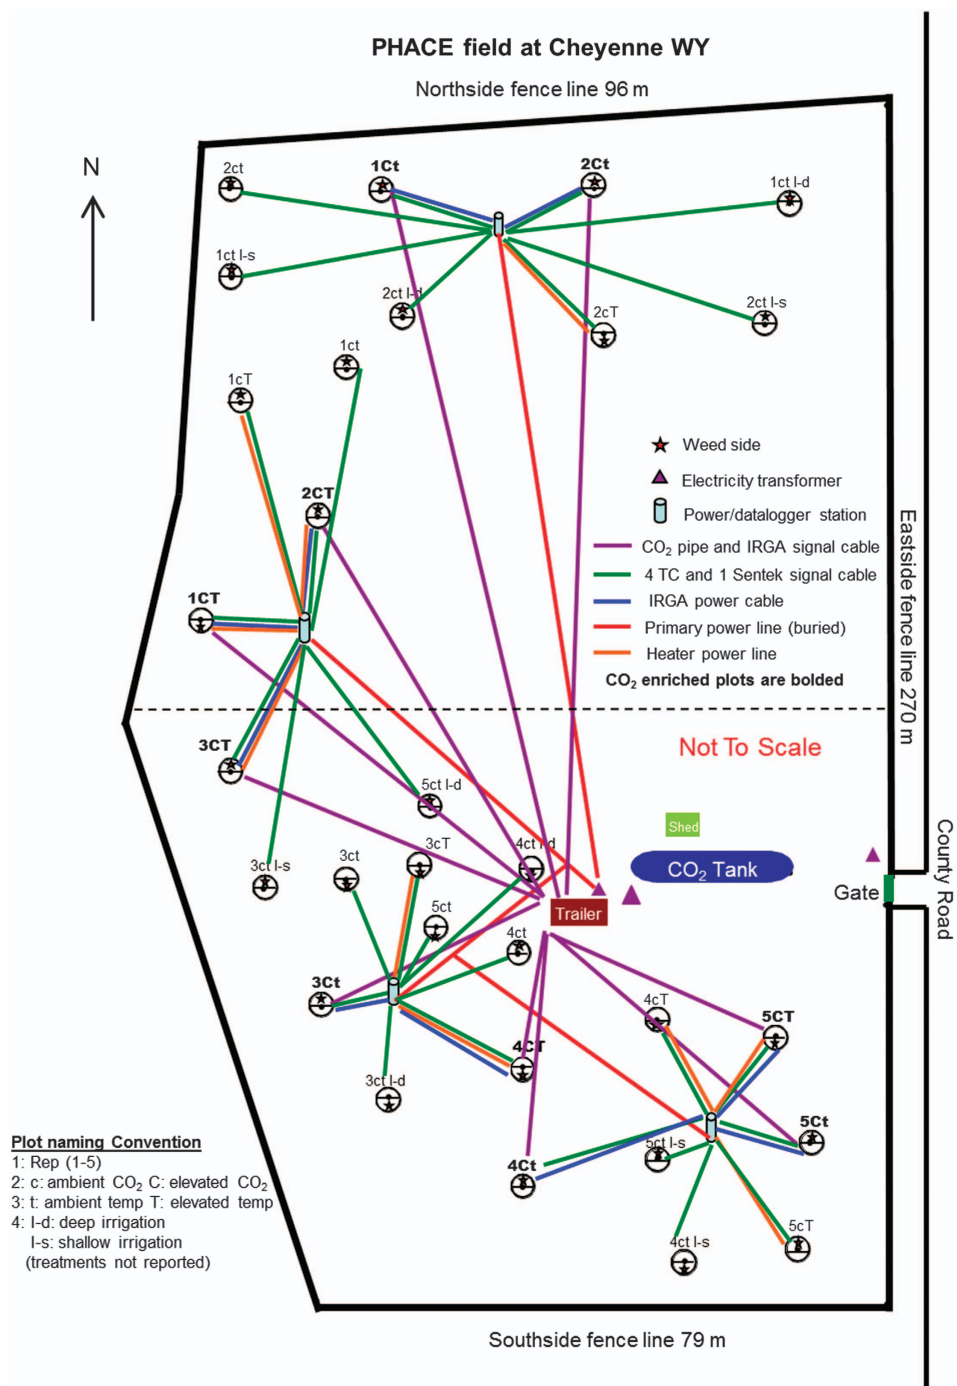 PHACE field at Cheyenne WY
Northside fence line 96 m
N
2ct
1Ct
2Ct
1ct I-d
1ct I-s
2ct I-d
2cT
2ct I-s
1ct
1cT
Weed side
Electricity transformer
2CT
Power/datalogger station
CO₂ pipe and IRGA signal cable
4 TC and 1 Sentek signal cable
1CT
IRGA power cable
Primary power line (buried)
Heater power line
CO₂ enriched plots are bolded
Eastside fence line 270 m
3CT
Not To Scale
5ct I-d
Shed
3cT
4ct I-d
3ct
3ct I-s
CO₂ Tank
County Road
Gate
5ct
Trailer
4ct
3Ct
4cT
5CT
4CT
3ct I-d
5Ct
Plot naming Convention
1: Rep (1-5)
2: c: ambient CO₂ C: elevated CO₂
3: t: ambient temp T: elevated temp
4: I-d: deep irrigation
I-s: shallow irrigation
(treatments not reported)
5ct I-s
4Ct
4ct I-s
5cT
Southside fence line 79 m